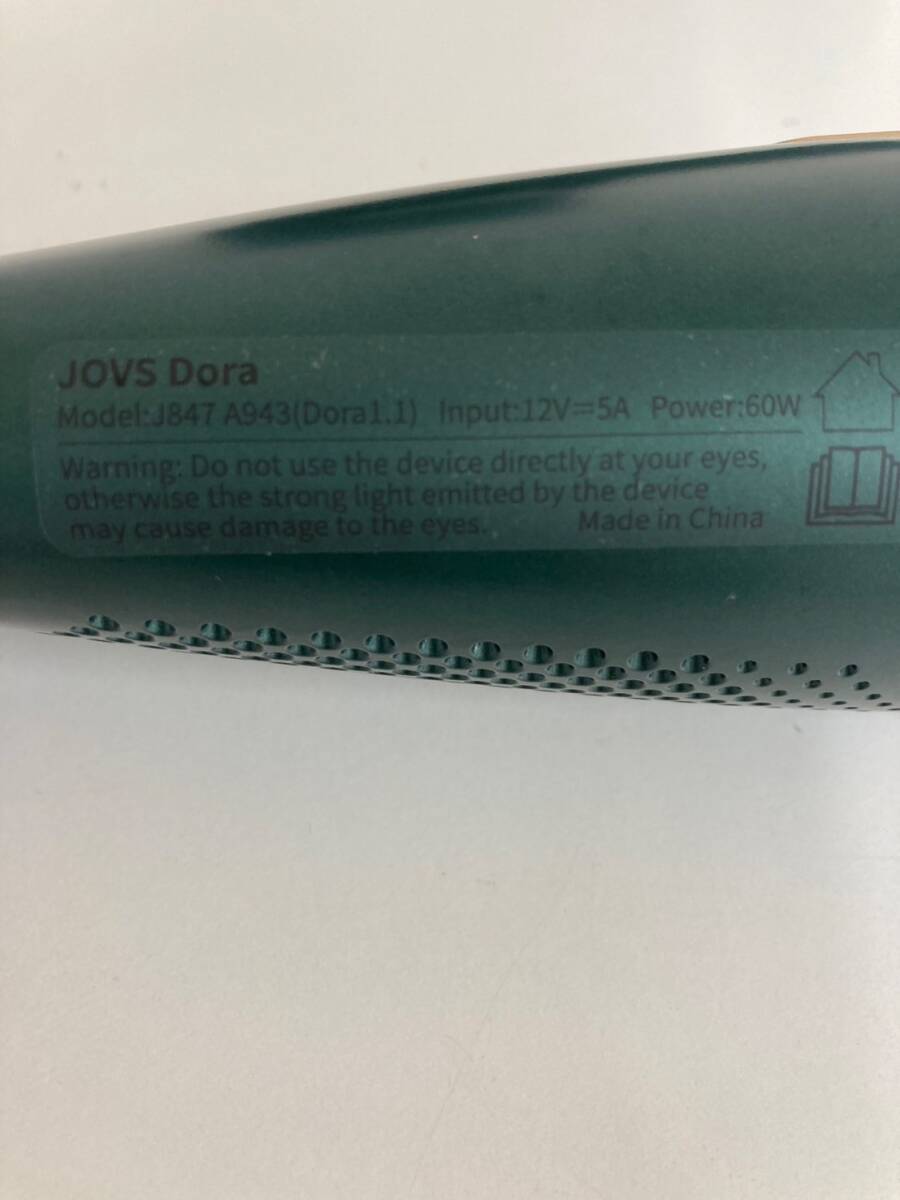 JOVS Dora
Model:J847 A943(Dora1.1) Input:12V=5A Power:60W
Warning: Do not use the device directly at your eyes,
otherwise the strong light emitted by the device
may cause damage to the eyes. Made in China